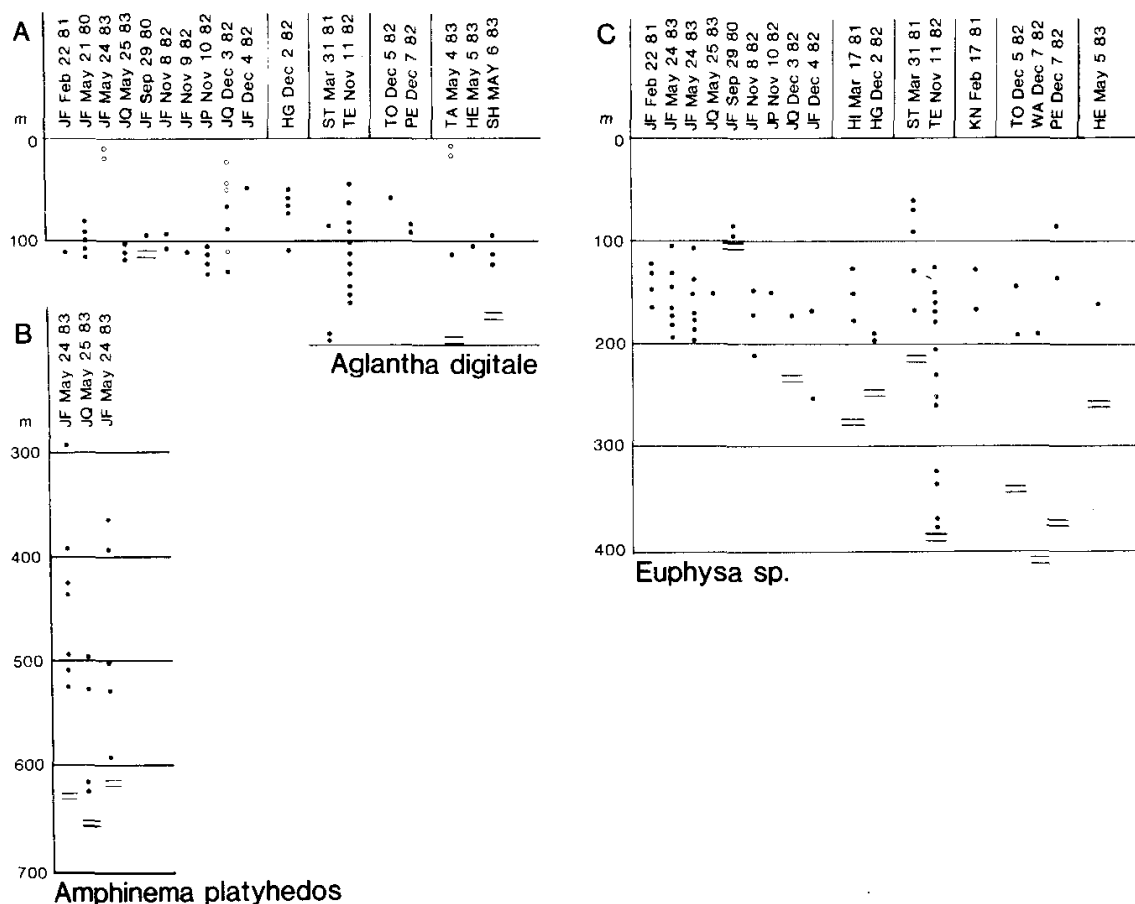 A
JF Feb 22 81
JF May 21 80
JF May 24 83
JQ May 25 83
JF Sep 29 80
JF Nov 8 82
JF Nov 9 82
JP Nov 10 82
JQ Dec 3 82
JF Dec 4 82
HG Dec 2 82
ST Mar 31 81
TE Nov 11 82
TO Dec 5 82
PE Dec 7 82
TA May 4 83
HE May 5 83
SH MAY 6 83
m
0
100
Aglantha digitale
B
JF May 24 83
JQ May 25 83
JF May 24 83
m
300
400
500
600
700
Amphinema platyhedos
C
JF Feb 22 81
JF May 24 83
JF May 24 83
JQ May 25 83
JF Sep 29 80
JF Nov 8 82
JP Nov 10 82
JQ Dec 3 82
JF Dec 4 82
HI Mar 17 81
HG Dec 2 82
ST Mar 31 81
TE Nov 11 82
KN Feb 17 81
TO Dec 5 82
WA Dec 7 82
PE Dec 7 82
HE May 5 83
m
0
100
200
300
400
Euphysa sp.